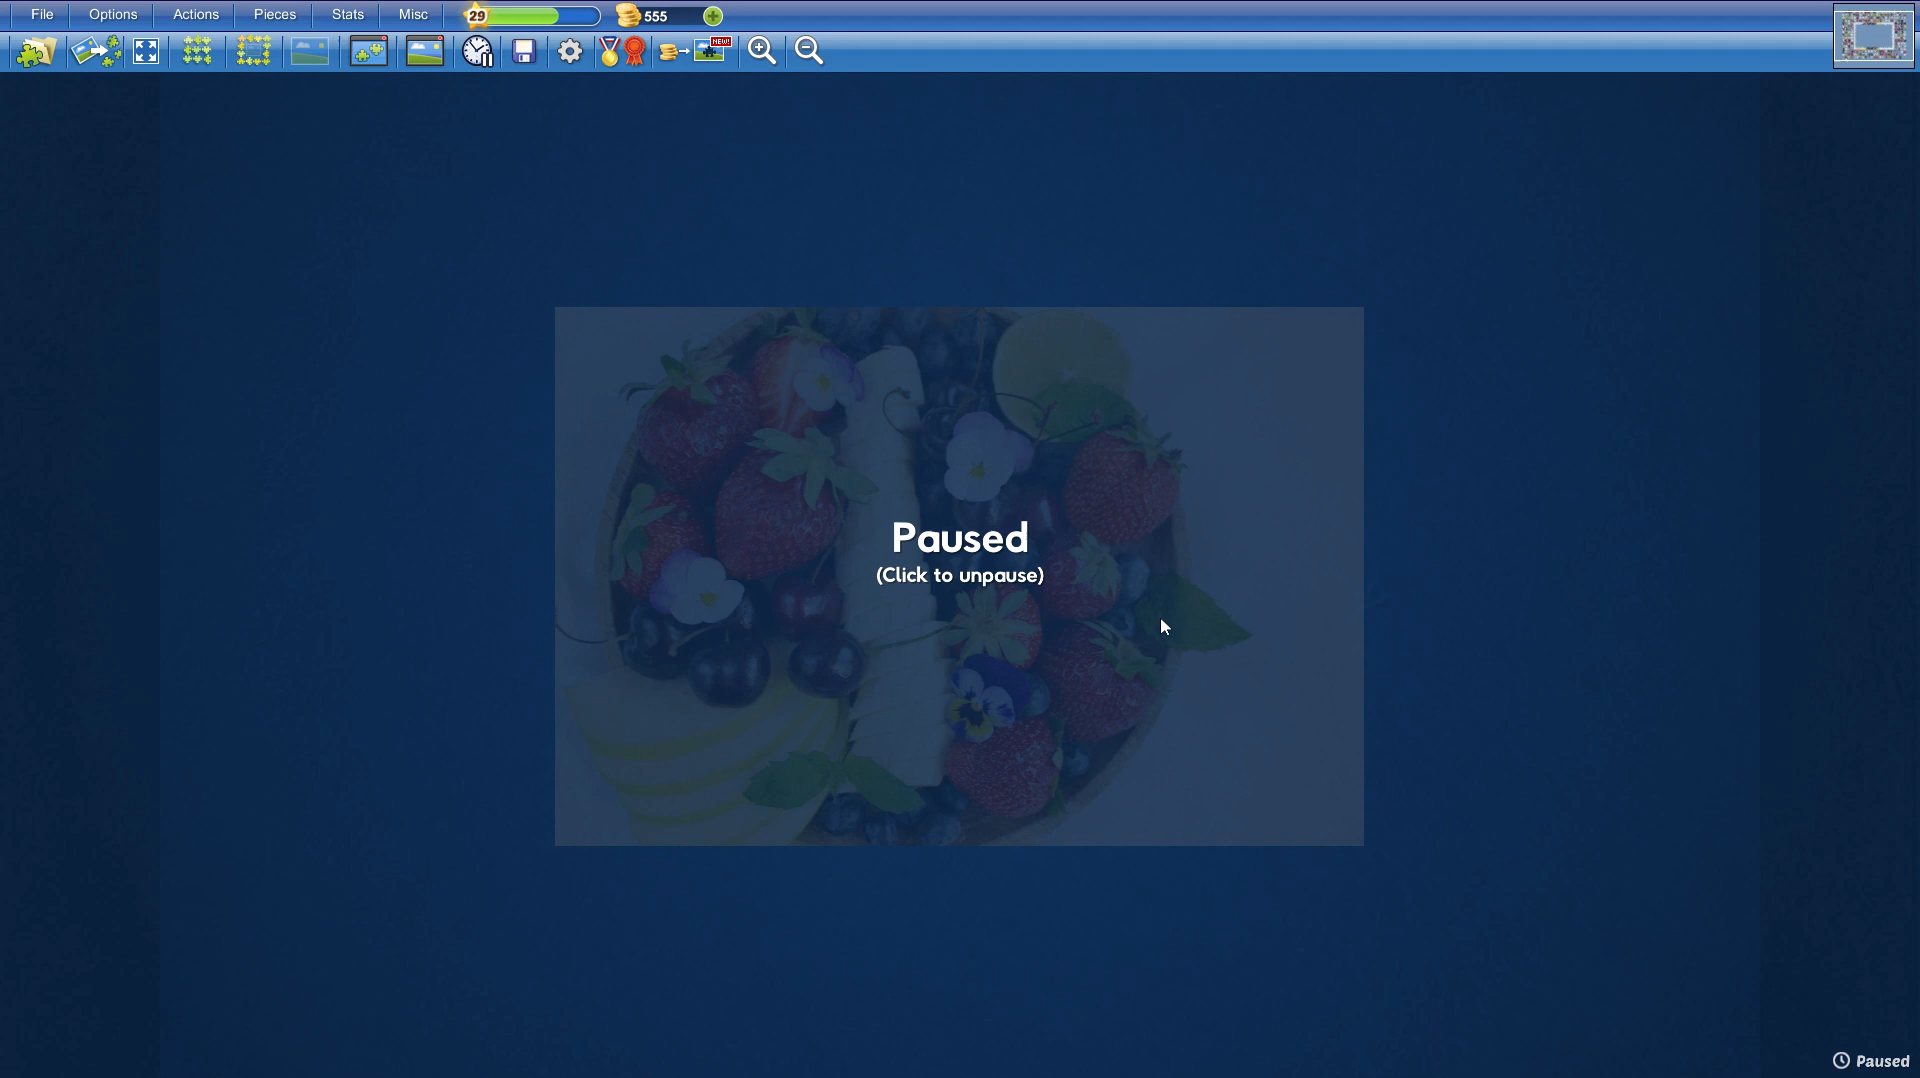 File Options Actions Pieces Stats Misc 29 555
NEW!
Paused
(Click to unpause)
Paused